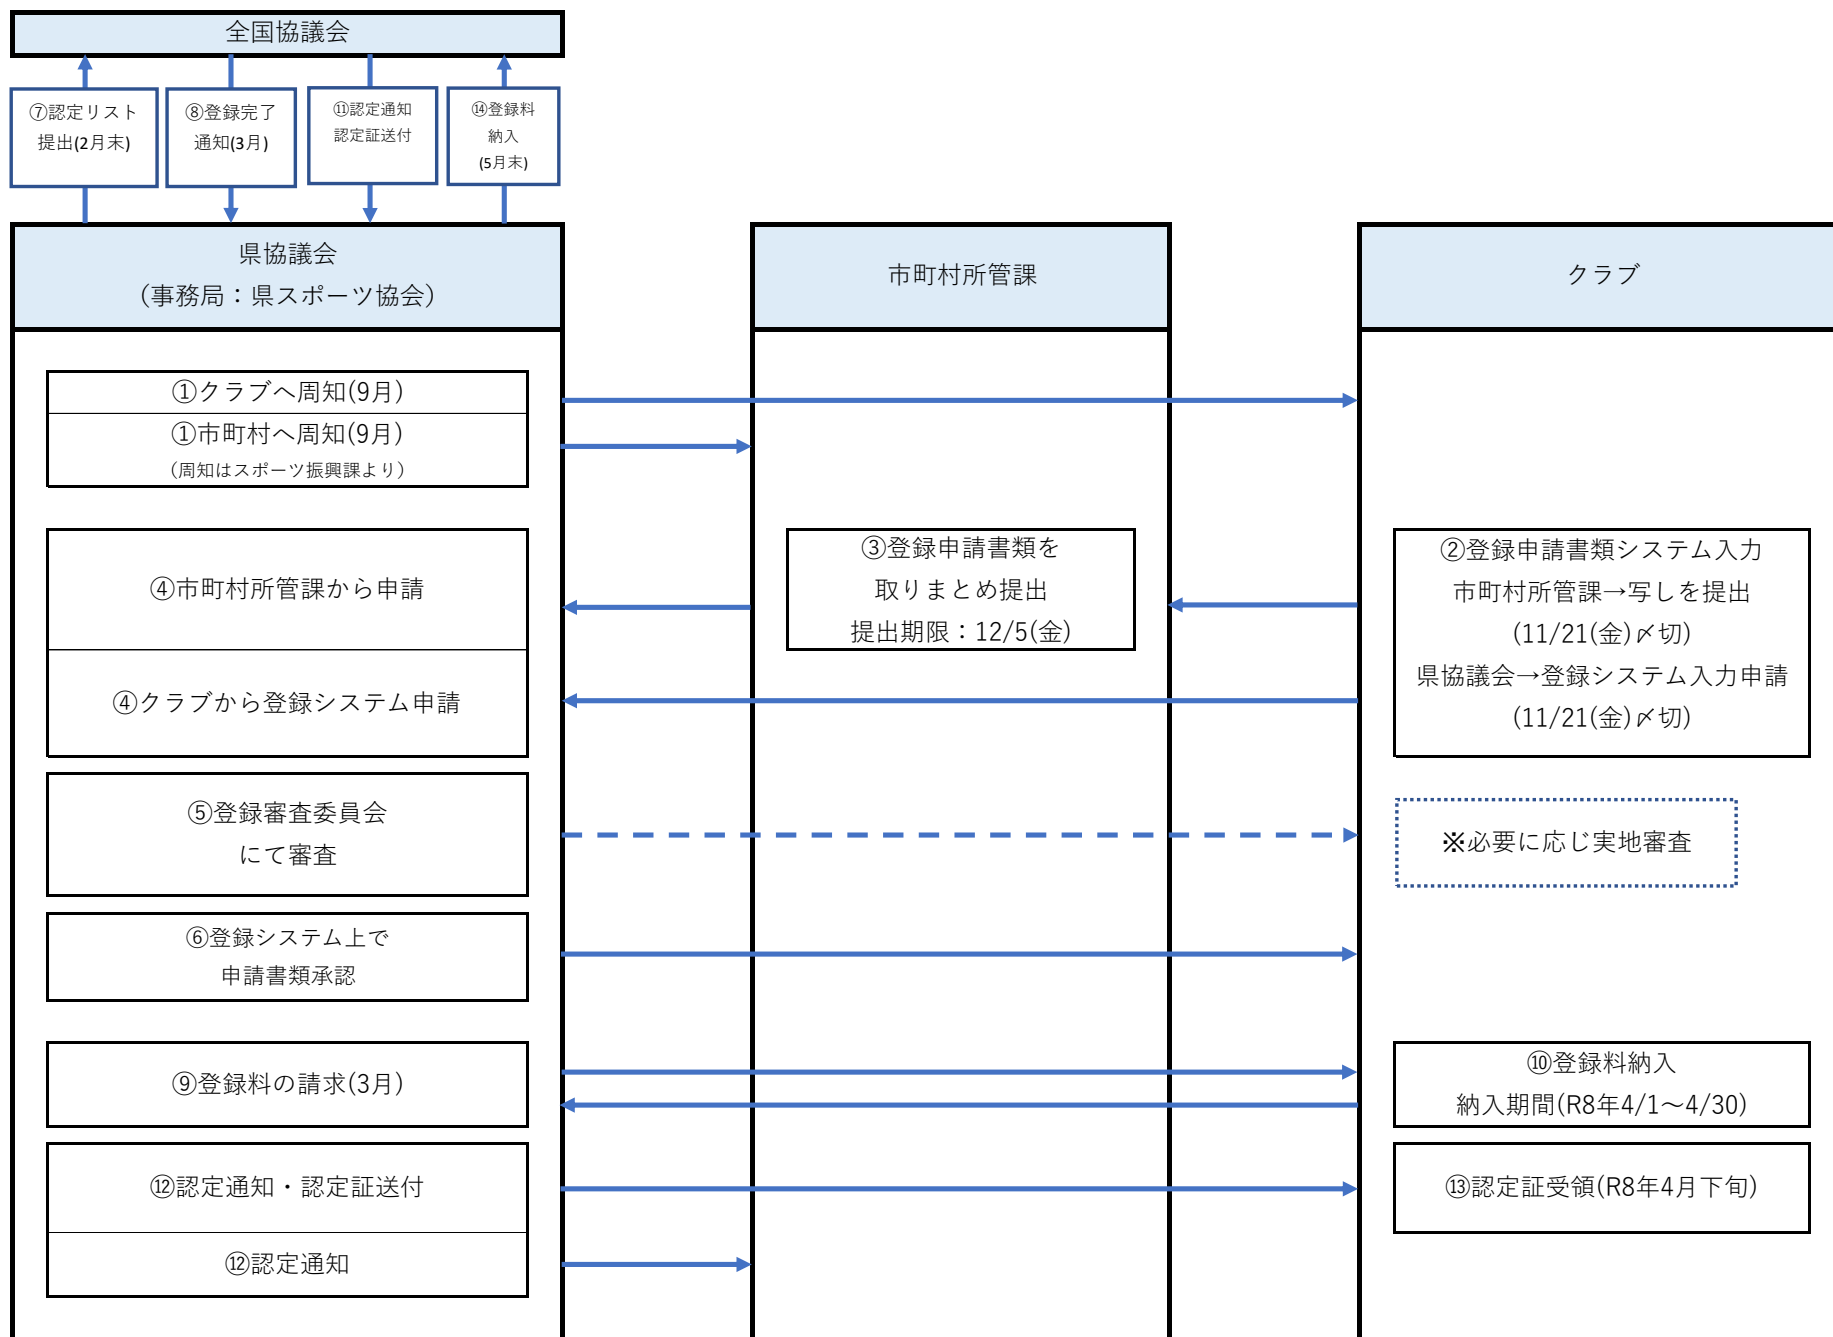 全国協議会
⑦認定リスト
提出(2月末)
⑧登録完了
通知(3月)
⑪認定通知
認定証送付
⑭登録料
納入
(5月末)
県協議会
（事務局：県スポーツ協会）
市町村所管課
クラブ
①クラブへ周知(9月)
①市町村へ周知(9月)
（周知はスポーツ振興課より）
④市町村所管課から申請
④クラブから登録システム申請
③登録申請書類を
取りまとめ提出
提出期限：12/5(金)
②登録申請書類システム入力
市町村所管課→写しを提出
(11/21(金)〆切)
県協議会→登録システム入力申請
(11/21(金)〆切)
⑤登録審査委員会
にて審査
※必要に応じ実地審査
⑥登録システム上で
申請書類承認
⑨登録料の請求(3月)
⑩登録料納入
納入期間(R8年4/1～4/30)
⑫認定通知・認定証送付
⑬認定証受領(R8年4月下旬)
⑫認定通知